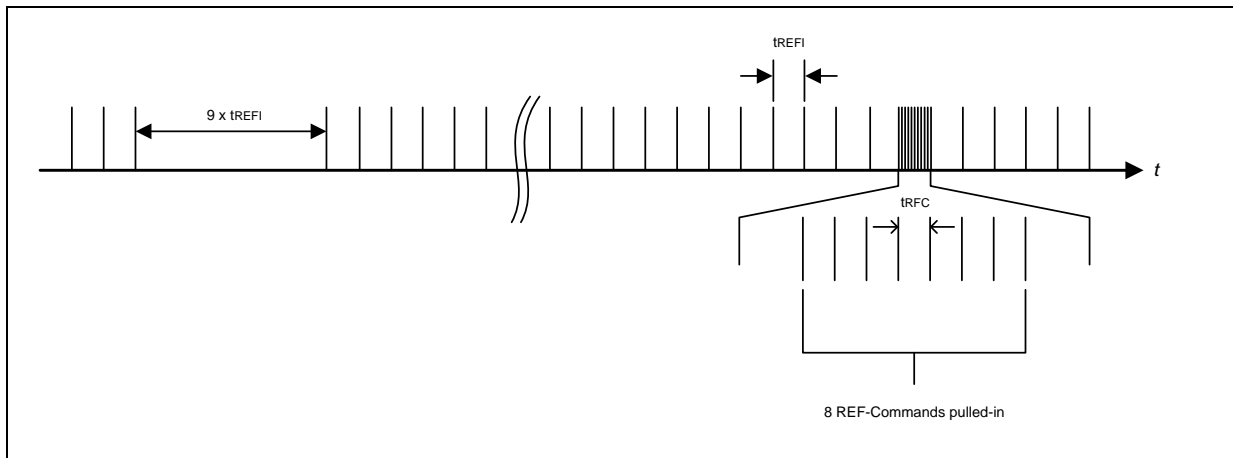 tREFI
9 x tREFI
t
tRFC
8 REF-Commands pulled-in